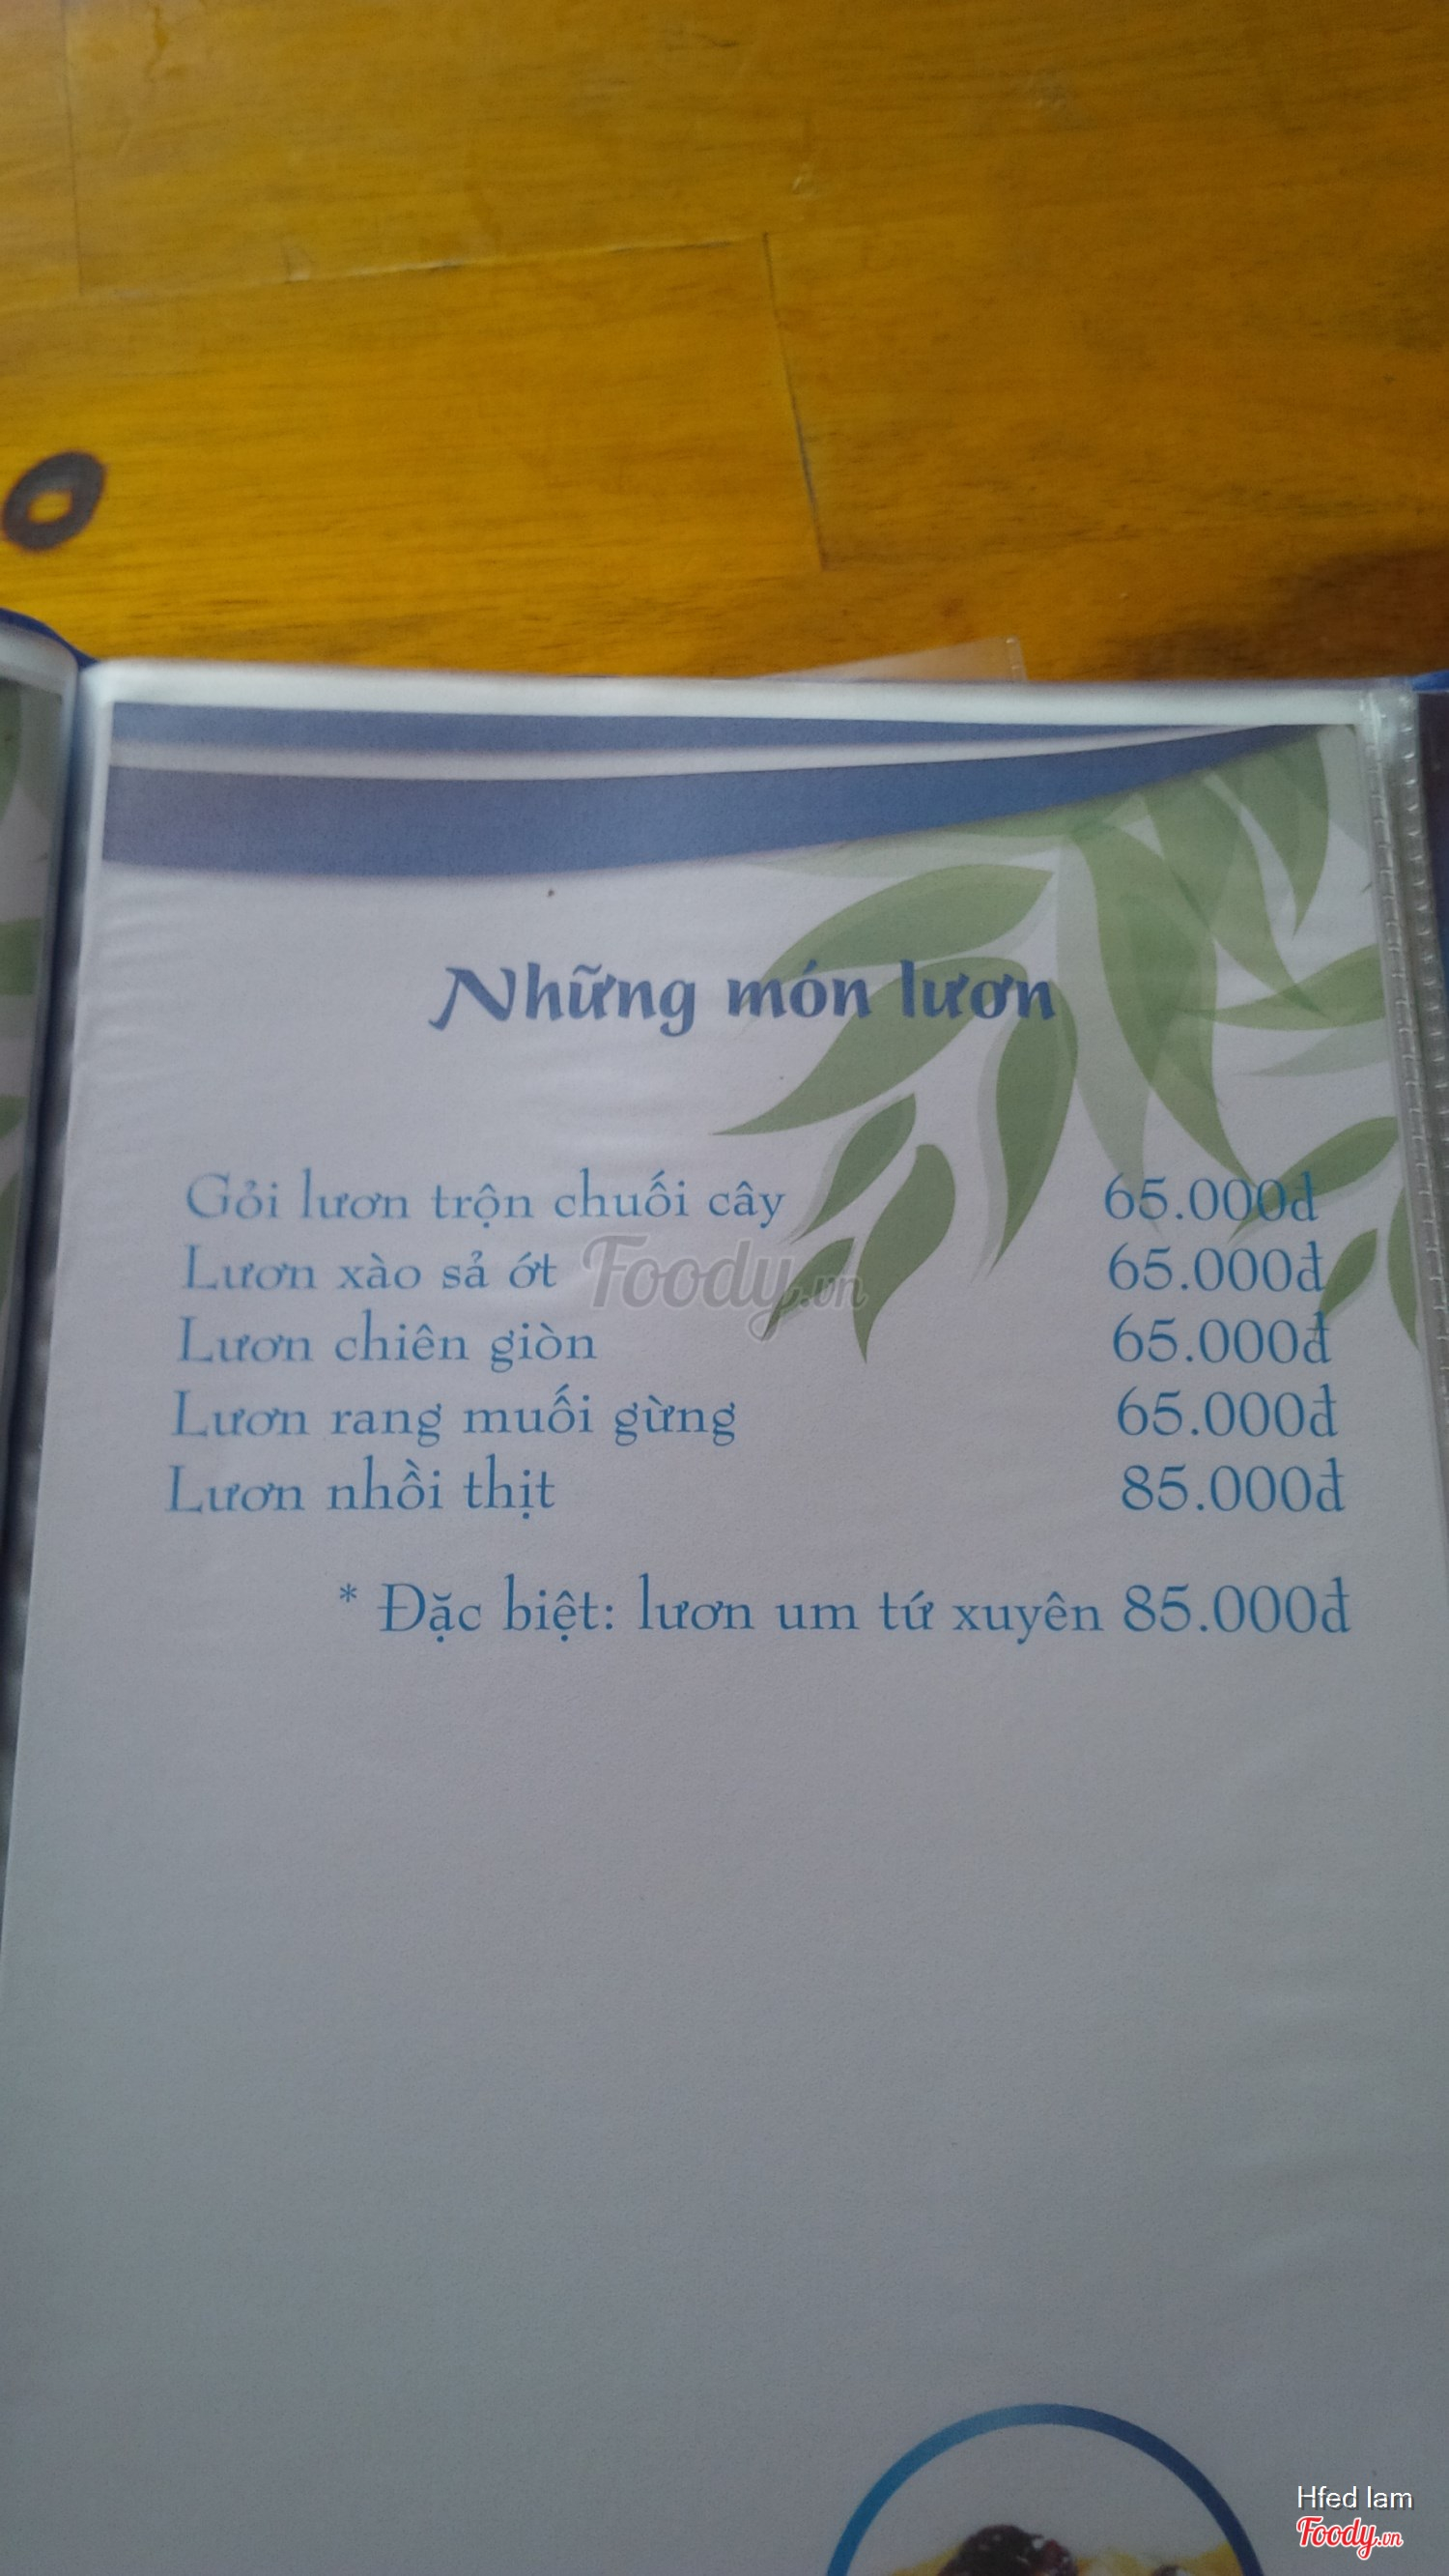 Những món lươn
Gỏi lươn trộn chuối cây 65.000đ
Lươn xào sả ớt 65.000đ
Foody.vn
Lươn chiên giòn 65.000đ
Lươn rang muối gừng 65.000đ
Lươn nhồi thịt 85.000đ
* Đặc biệt: lươn um tứ xuyên 85.000đ
Hfed lam
Foody.vn